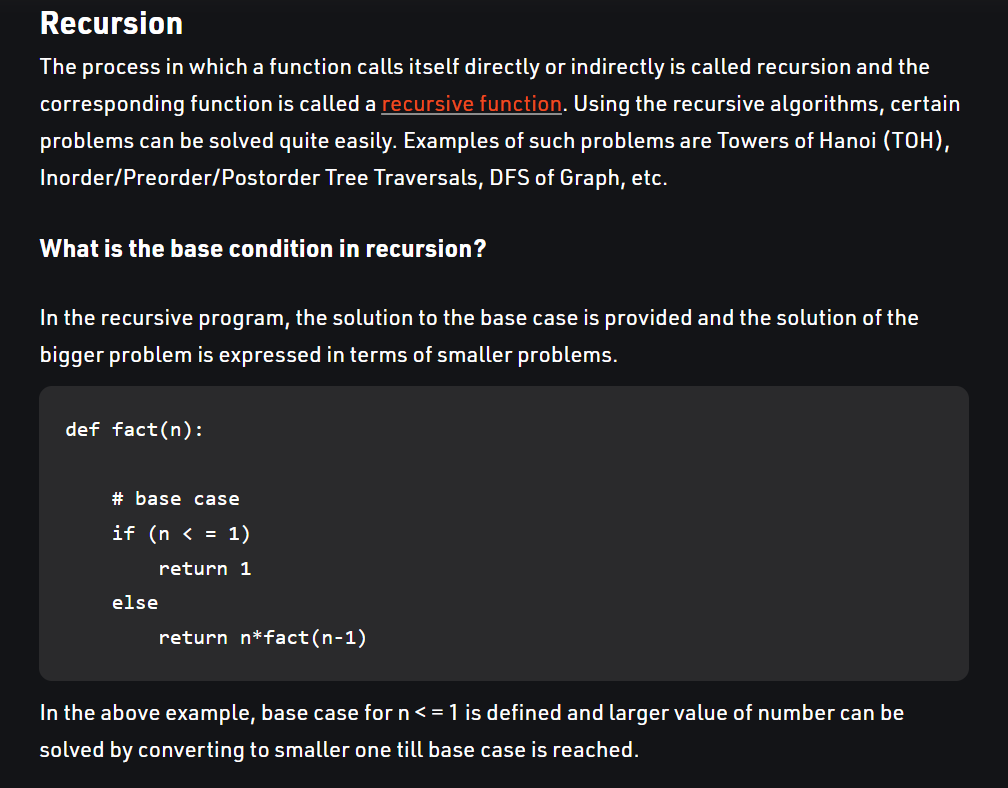 Recursion
The process in which a function calls itself directly or indirectly is called recursion and the
corresponding function is called a recursive function. Using the recursive algorithms, certain
problems can be solved quite easily. Examples of such problems are Towers of Hanoi (TOH),
Inorder/Preorder/Postorder Tree Traversals, DFS of Graph, etc.
What is the base condition in recursion?
In the recursive program, the solution to the base case is provided and the solution of the
bigger problem is expressed in terms of smaller problems.
def fact(n):
    # base case
    if (n < = 1)
        return 1
    else
        return n*fact(n-1)
In the above example, base case for n < = 1 is defined and larger value of number can be
solved by converting to smaller one till base case is reached.